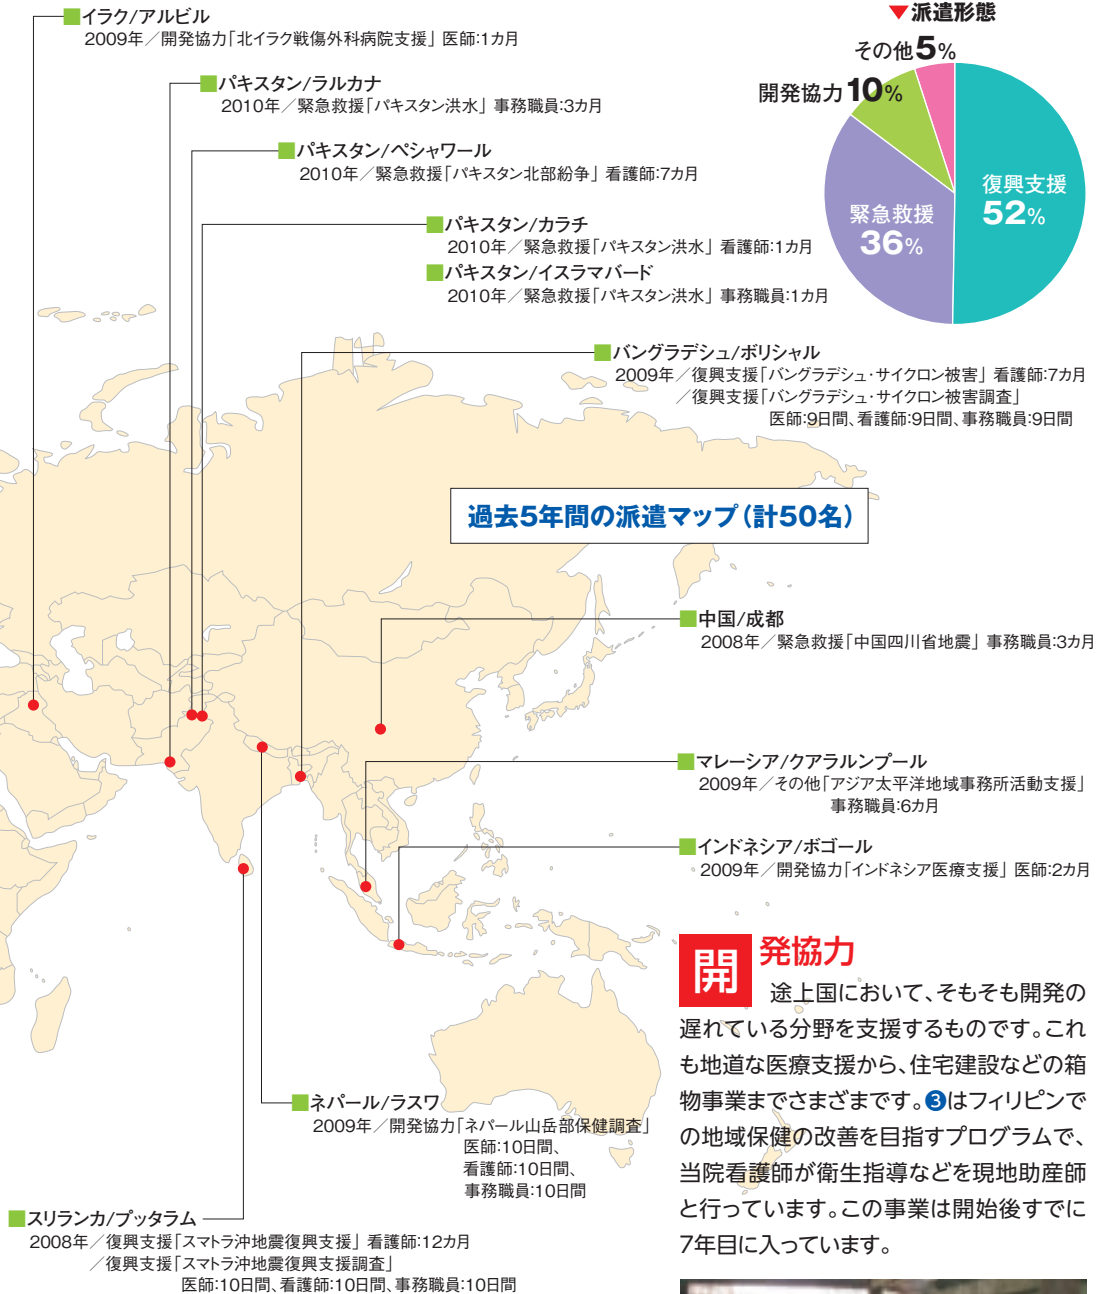 ■イラク/アルビル
2009年/開発協力「北イラク戦傷外科病院支援」 医師:1カ月
■パキスタン/ラルカナ
2010年/緊急救援「パキスタン洪水」 事務職員:3カ月
■パキスタン/ペシャワール
2010年/緊急救援「パキスタン北部紛争」 看護師:7カ月
■パキスタン/カラチ
2010年/緊急救援「パキスタン洪水」 看護師:1カ月
■パキスタン/イスラマバード
2010年/緊急救援「パキスタン洪水」 事務職員:1カ月
▼派遣形態
その他5%
開発協力10%
緊急救援
36%
復興支援
52%
■バングラデシュ/ボリシャル
2009年/復興支援「バングラデシュ・サイクロン被害」 看護師:7カ月
/復興支援「バングラデシュ・サイクロン被害調査」
医師:9日間、看護師:9日間、事務職員:9日間
過去5年間の派遣マップ(計50名)
■中国/成都
2008年/緊急救援「中国四川省地震」 事務職員:3カ月
■マレーシア/クアラルンプール
2009年/その他「アジア太平洋地域事務所活動支援」
事務職員:6カ月
■インドネシア/ボゴール
2009年/開発協力「インドネシア医療支援」 医師:2カ月
■ネパール/ラスワ
2009年/開発協力「ネパール山岳部保健調査」
医師:10日間、
看護師:10日間、
事務職員:10日間
■スリランカ/プッタラム
2008年/復興支援「スマトラ沖地震復興支援」 看護師:12カ月
/復興支援「スマトラ沖地震復興支援調査」
医師:10日間、看護師:10日間、事務職員:10日間
開発協力
途上国において、そもそも開発の
遅れている分野を支援するものです。これ
も地道な医療支援から、住宅建設などの箱
物事業までさまざまです。❸はフィリピンで
の地域保健の改善を目指すプログラムで、
当院看護師が衛生指導などを現地助産師
と行っています。この事業は開始後すでに
7年目に入っています。